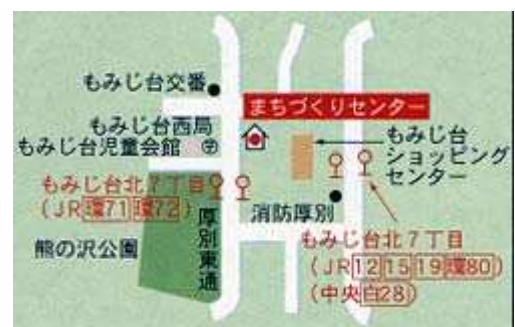 もみじ台交番
まちづくりセンター
もみじ台西局
もみじ台児童会館
もみじ台
ショッピング
センター
もみじ台北7丁目
(JR環71環72)
消防厚別
厚別東通
熊の沢公園
もみじ台北7丁目
(JR12 15 19環80)
(中央白28)